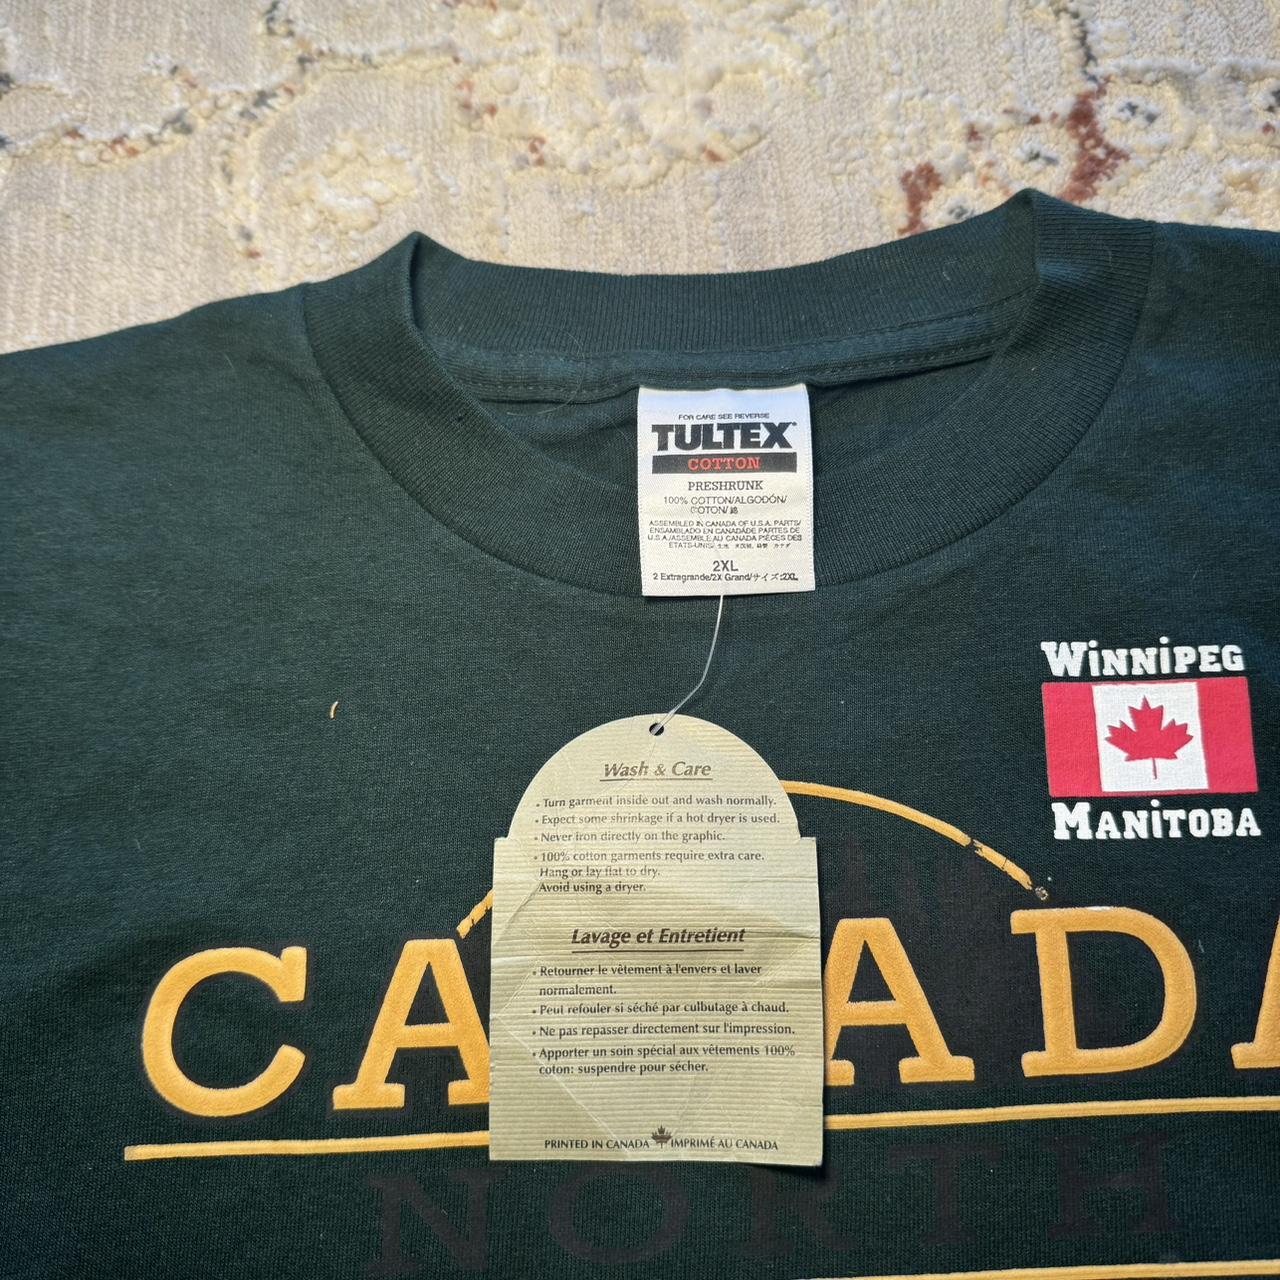 FOR CARE SEE REVERSE
TULTEX
COTTON
PRESHRUNK
100% COTTON/ALGODÓN/
COTON/綿
ASSEMBLED IN CANADA OF U.S.A. PARTS/
ENSAMBLADO EN CANADÁDE PARTES DE
U.S.A./ASSEMBLE AU CANADA PIÈCES DES
ETATS-UNIS/
2XL
2 Extragrande/2X Grand/サイズ:2XL
WiNNiPEG
MANiTOBA
Wash & Care
• Turn garment inside out and wash normally.
• Expect some shrinkage if a hot dryer is used.
• Never iron directly on the graphic.
• 100% cotton garments require extra care.
Hang or lay flat to dry.
Avoid using a dryer.
Lavage et Entretient
• Retourner le vêtement à l'envers et laver
normalement.
• Peut refouler si séché par culbutage à chaud.
• Ne pas repasser directement sur l'impression.
• Apporter un soin spécial aux vêtements 100%
coton: suspendre pour sécher.
PRINTED IN CANADA IMPRIMÉ AU CANADA
CA ADA
NORTH